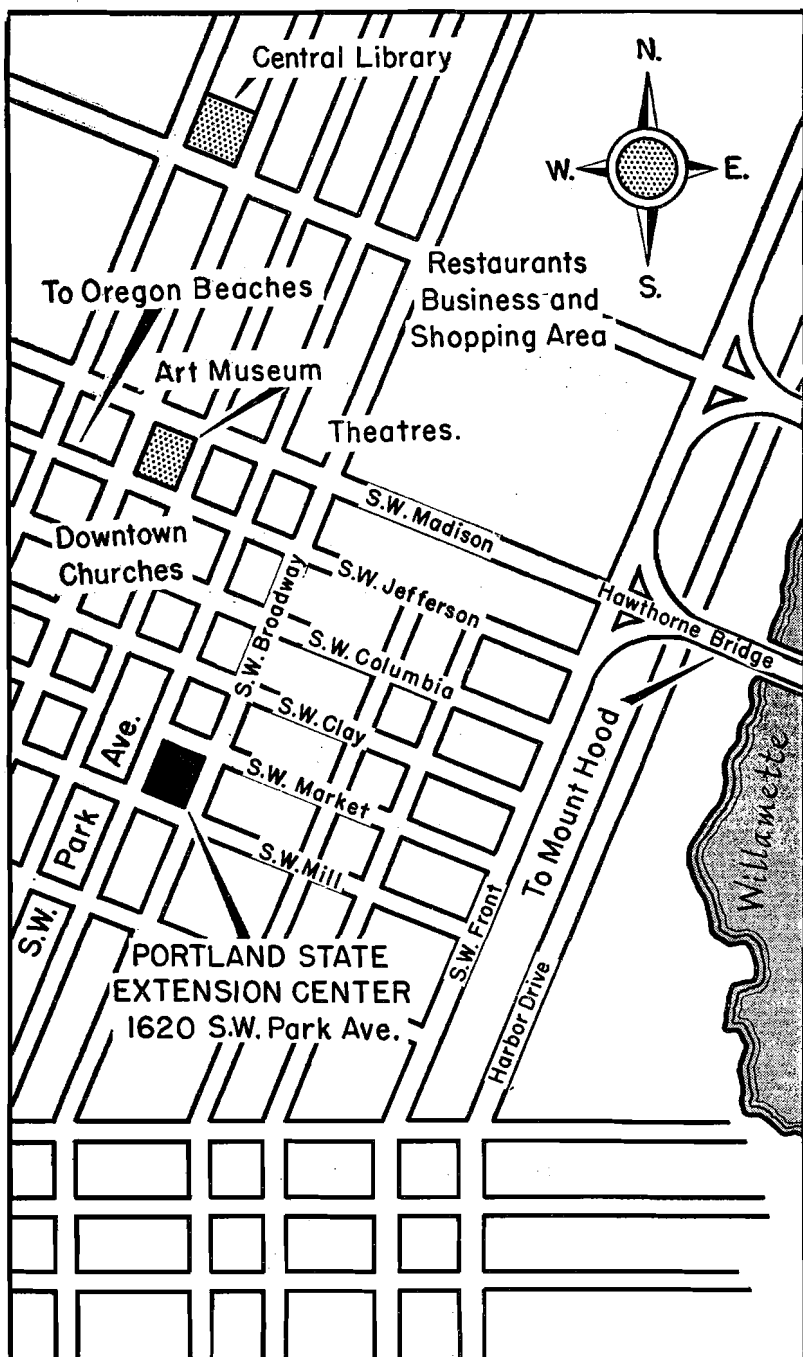 Central Library
N.
W.
E.
S.
To Oregon Beaches
Restaurants
Business and
Shopping Area
Art Museum
Theatres.
S.W. Madison
Downtown
Churches
S.W. Broadway
S.W. Jefferson
Hawthorne Bridge
S.W. Columbia
S.W. Clay
S.W. Market
S.W. Mill
S.W. Park Ave.
To Mount Hood
Willamette
S.W. Front
Harbor Drive
PORTLAND STATE
EXTENSION CENTER
1620 S.W. Park Ave.